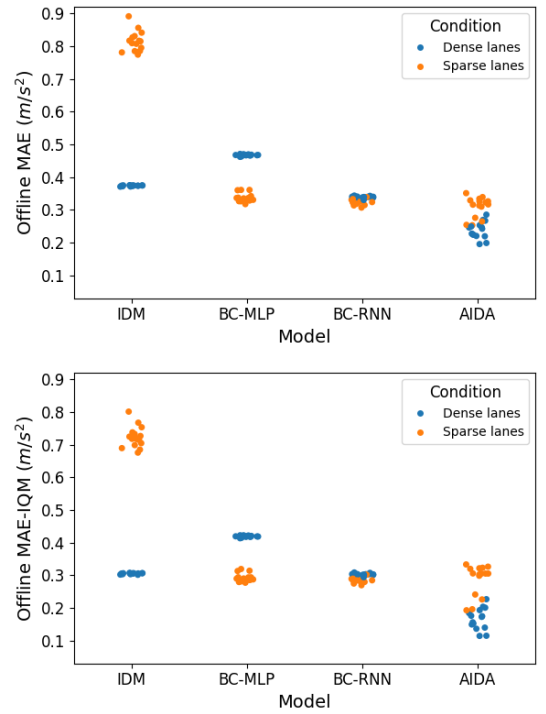 0.9
0.8
0.7
0.6
0.5
0.4
0.3
0.2
0.1
Offline MAE (m/s²)
Condition
Dense lanes
Sparse lanes
IDM BC-MLP BC-RNN AIDA
Model
0.9
0.8
0.7
0.6
0.5
0.4
0.3
0.2
0.1
Offline MAE-IQM (m/s²)
Condition
Dense lanes
Sparse lanes
IDM BC-MLP BC-RNN AIDA
Model